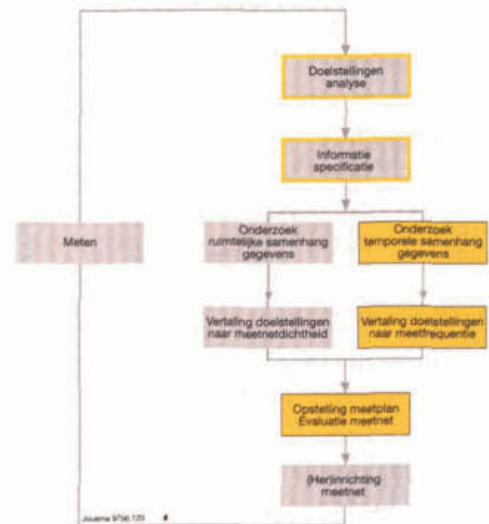 Doelstellingen
analyse
Informatie
specificatie
Meten
Onderzoek
ruimtelijke samenhang
gegevens
Onderzoek
temporele samenhang
gegevens
Vertaling doelstellingen
naar meetnetdichtheid
Vertaling doelstellingen
naar meetfrequentie
Opstelling meetplan
Evaluatie meetnet
(Her)inrichting
meetnet